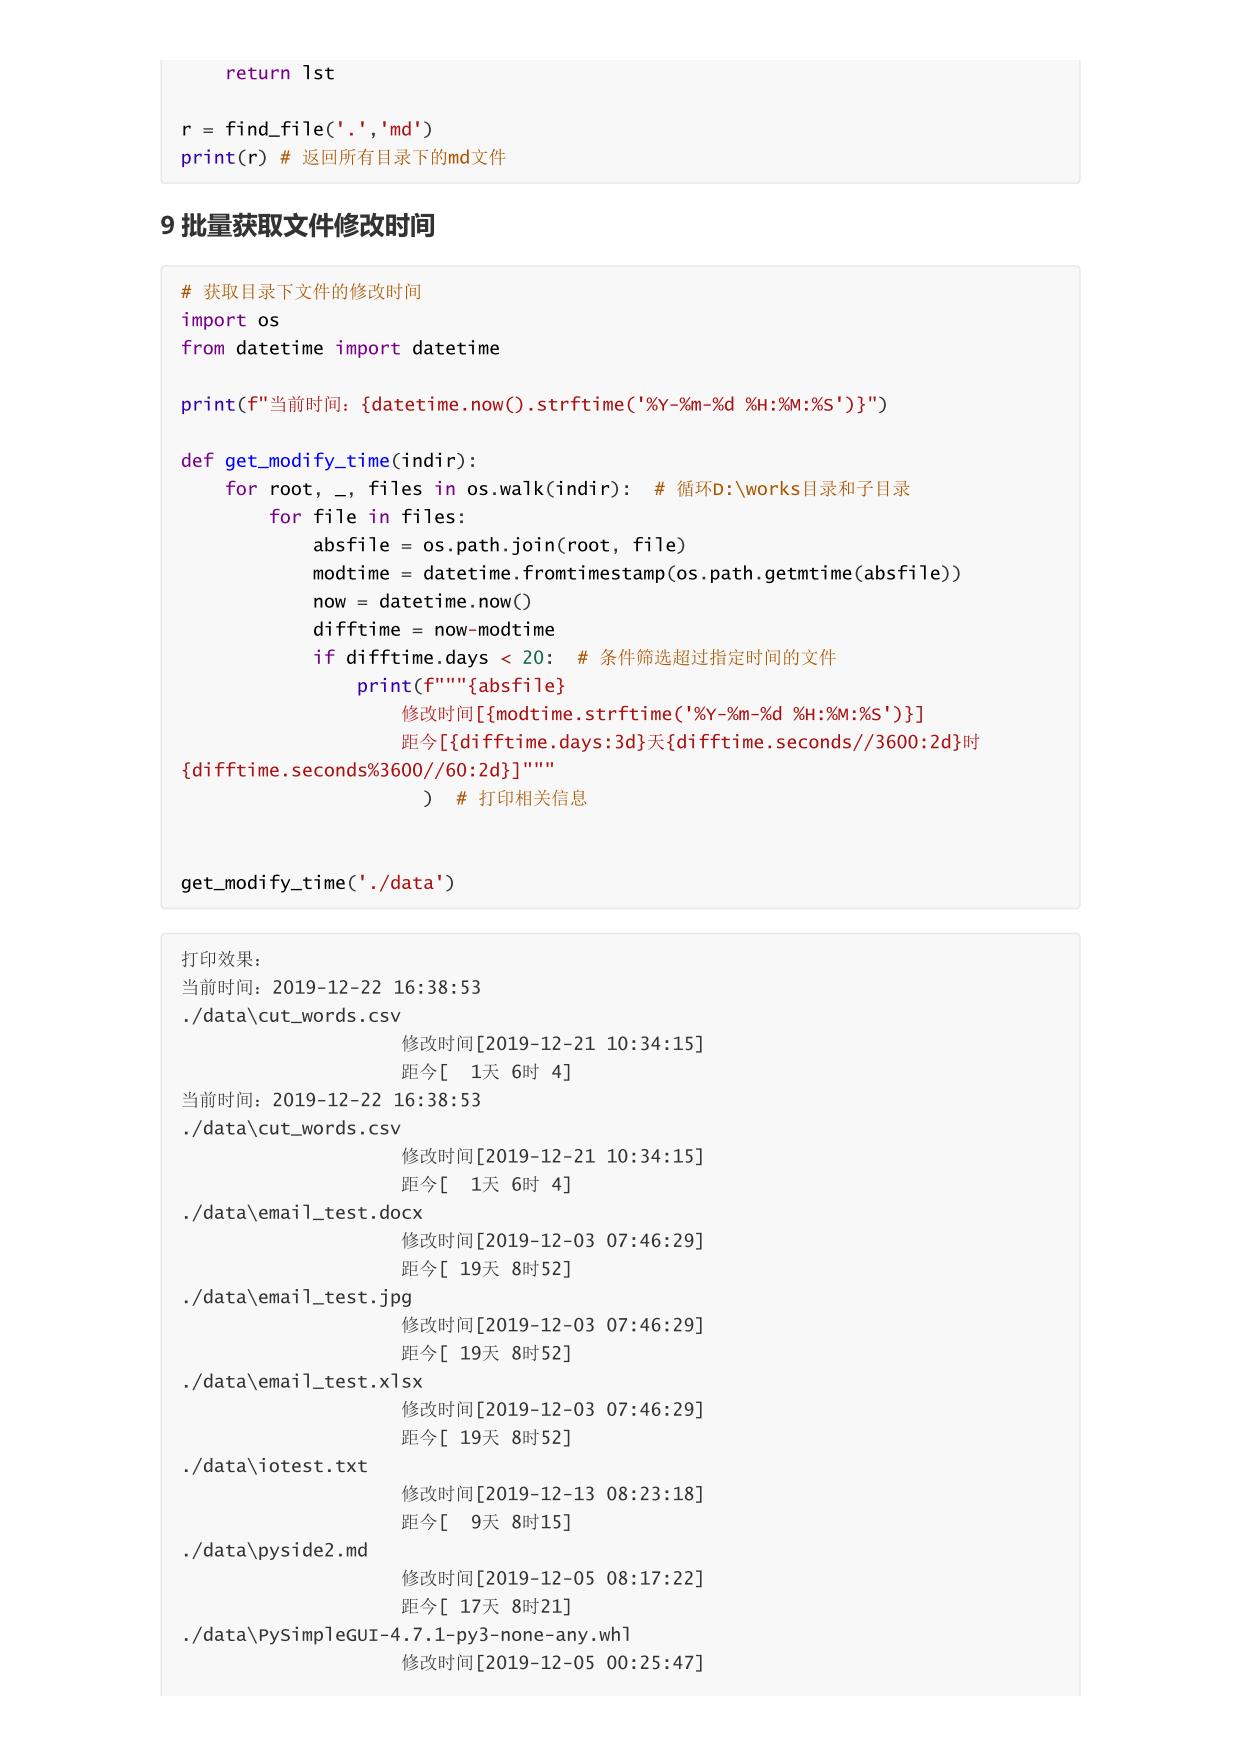 return lst

r = find_file('.','md')
print(r) # 返回所有目录下的md文件
9 批量获取文件修改时间
# 获取目录下文件的修改时间
import os
from datetime import datetime

print(f"当前时间：{datetime.now().strftime('%Y-%m-%d %H:%M:%S')}")

def get_modify_time(indir):
    for root, _, files in os.walk(indir):  # 循环D:\works目录和子目录
        for file in files:
            absfile = os.path.join(root, file)
            modtime = datetime.fromtimestamp(os.path.getmtime(absfile))
            now = datetime.now()
            difftime = now-modtime
            if difftime.days < 20:  # 条件筛选超过指定时间的文件
                print(f"""{absfile}
                    修改时间[{modtime.strftime('%Y-%m-%d %H:%M:%S')}]
                    距今[{difftime.days:3d}天{difftime.seconds//3600:2d}时
{difftime.seconds%3600//60:2d}]"""
                      )  # 打印相关信息


get_modify_time('./data')
打印效果：
当前时间：2019-12-22 16:38:53
./data\cut_words.csv
                    修改时间[2019-12-21 10:34:15]
                    距今[  1天 6时 4]
当前时间：2019-12-22 16:38:53
./data\cut_words.csv
                    修改时间[2019-12-21 10:34:15]
                    距今[  1天 6时 4]
./data\email_test.docx
                    修改时间[2019-12-03 07:46:29]
                    距今[ 19天 8时52]
./data\email_test.jpg
                    修改时间[2019-12-03 07:46:29]
                    距今[ 19天 8时52]
./data\email_test.xlsx
                    修改时间[2019-12-03 07:46:29]
                    距今[ 19天 8时52]
./data\iotest.txt
                    修改时间[2019-12-13 08:23:18]
                    距今[  9天 8时15]
./data\pyside2.md
                    修改时间[2019-12-05 08:17:22]
                    距今[ 17天 8时21]
./data\PySimpleGUI-4.7.1-py3-none-any.whl
                    修改时间[2019-12-05 00:25:47]